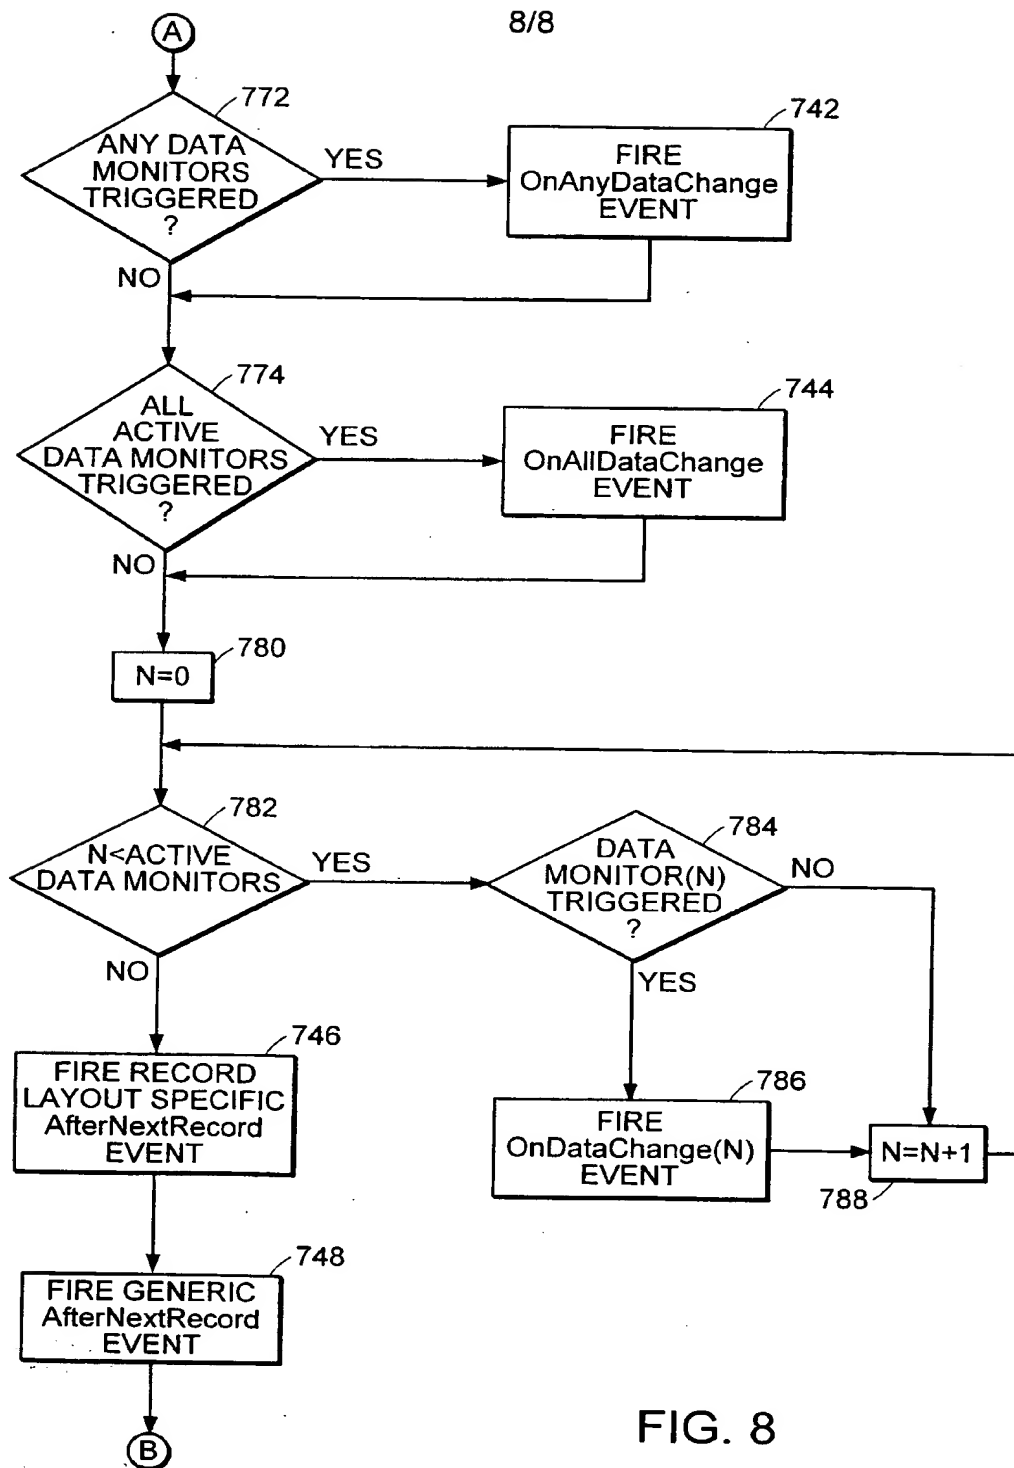 8/8
A
772
ANY DATA
MONITORS
TRIGGERED
?
YES
NO
742
FIRE
OnAnyDataChange
EVENT
774
ALL
ACTIVE
DATA MONITORS
TRIGGERED
?
YES
NO
744
FIRE
OnAllDataChange
EVENT
780
N=0
782
N<ACTIVE
DATA MONITORS
YES
NO
784
DATA
MONITOR(N)
TRIGGERED
?
NO
YES
746
FIRE RECORD
LAYOUT SPECIFIC
AfterNextRecord
EVENT
786
FIRE
OnDataChange(N)
EVENT
N=N+1
788
748
FIRE GENERIC
AfterNextRecord
EVENT
B
FIG. 8